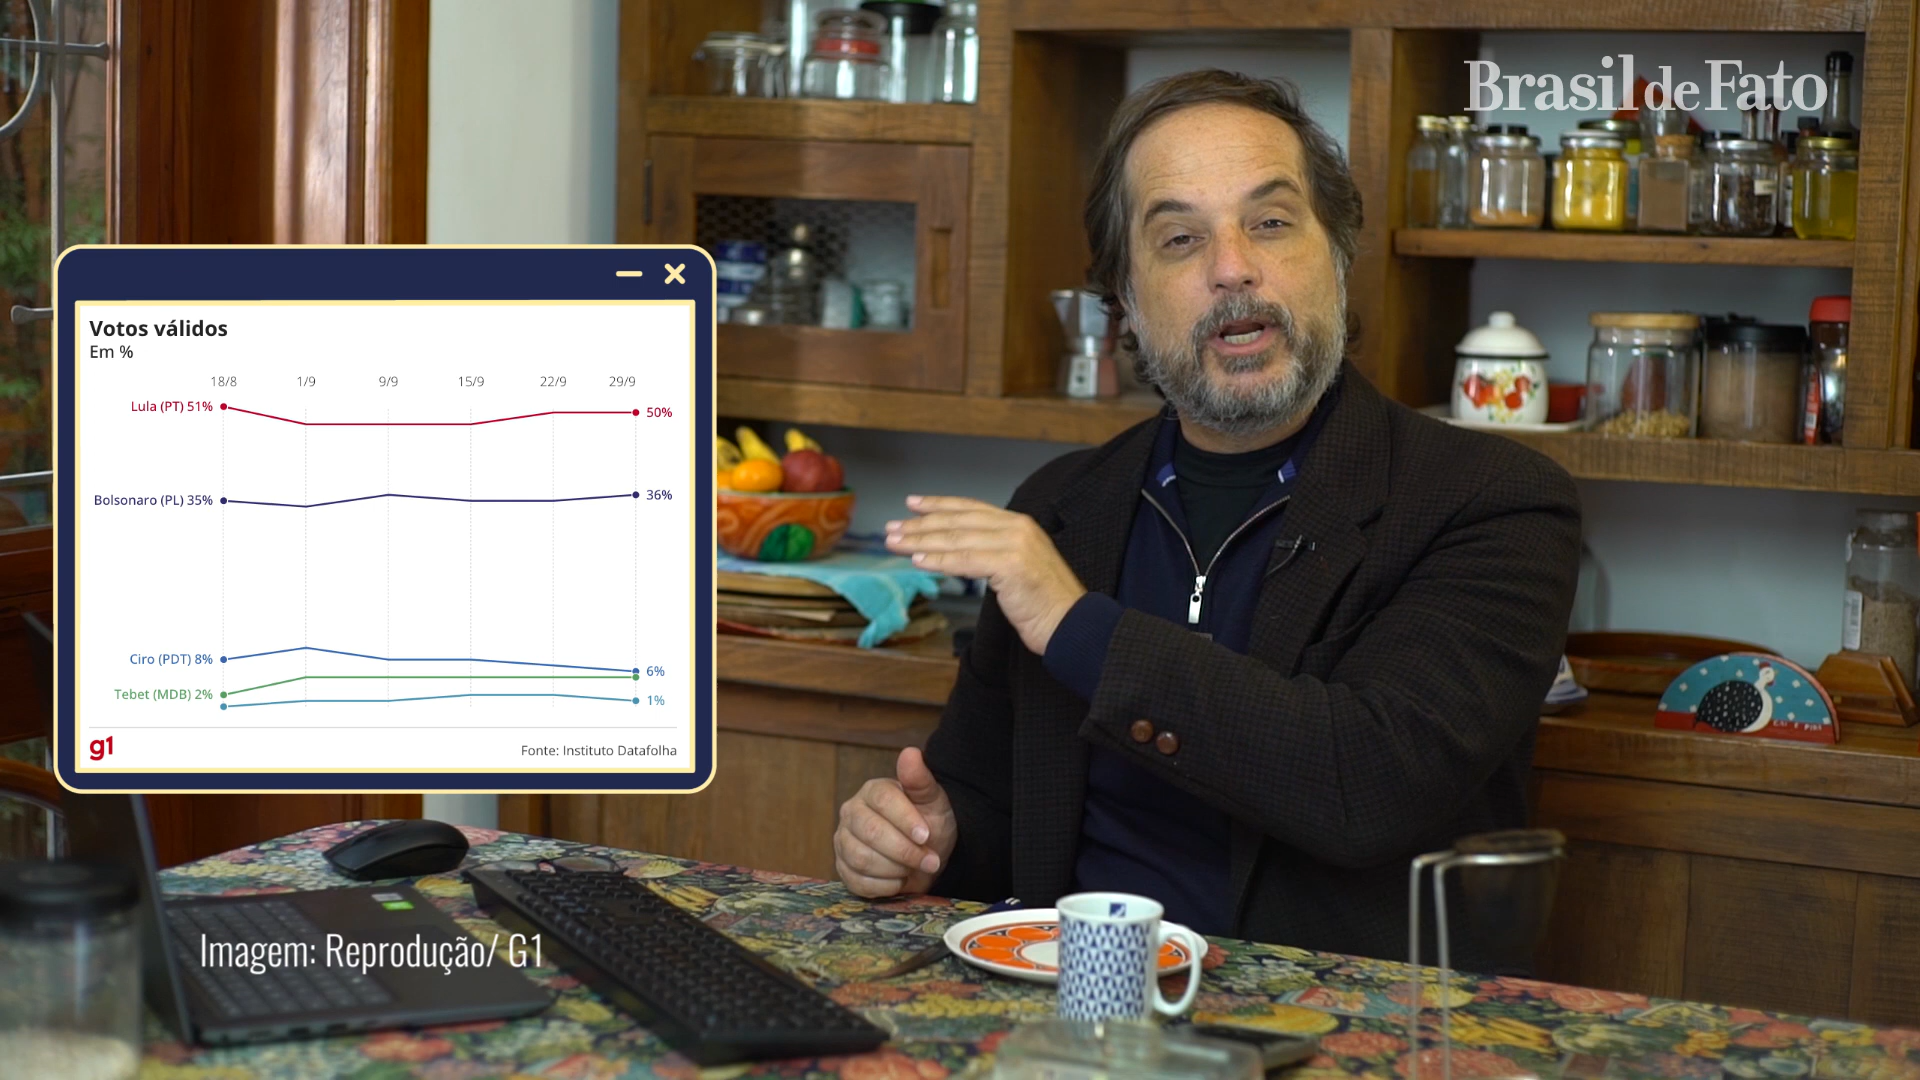 Brasil de Fato
Votos válidos
Em %
18/8 1/9 9/9 15/9 22/9 29/9
Lula (PT) 51% 50%
Bolsonaro (PL) 35% 36%
Ciro (PDT) 8% 6%
Tebet (MDB) 2%
1%
g1 Fonte: Instituto Datafolha
Imagem: Reprodução/ G1